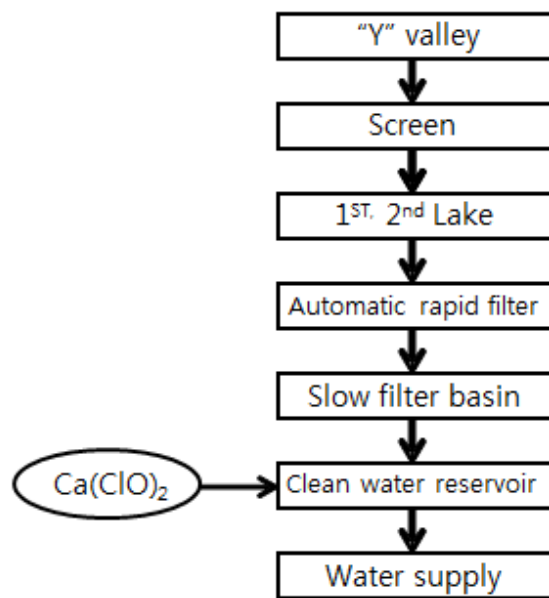 “Y” valley
Screen
1ST, 2nd Lake
Automatic rapid filter
Slow filter basin
Ca(ClO)2
Clean water reservoir
Water supply